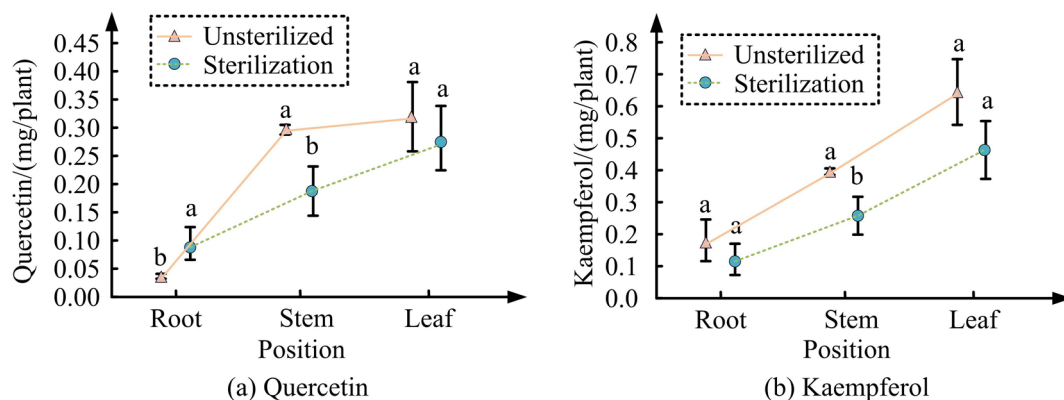 Quercetin/(mg/plant)
0.45
0.40
0.35
0.30
0.25
0.20
0.15
0.10
0.05
0.00
Unsterilized
Sterilization
b
a
a
b
a
a
Root Stem Leaf
Position
(a) Quercetin
Kaempferol/(mg/plant)
0.8
0.7
0.6
0.5
0.4
0.3
0.2
0.1
0.0
Unsterilized
Sterilization
a
a
a
b
a
a
Root Stem Leaf
Position
(b) Kaempferol